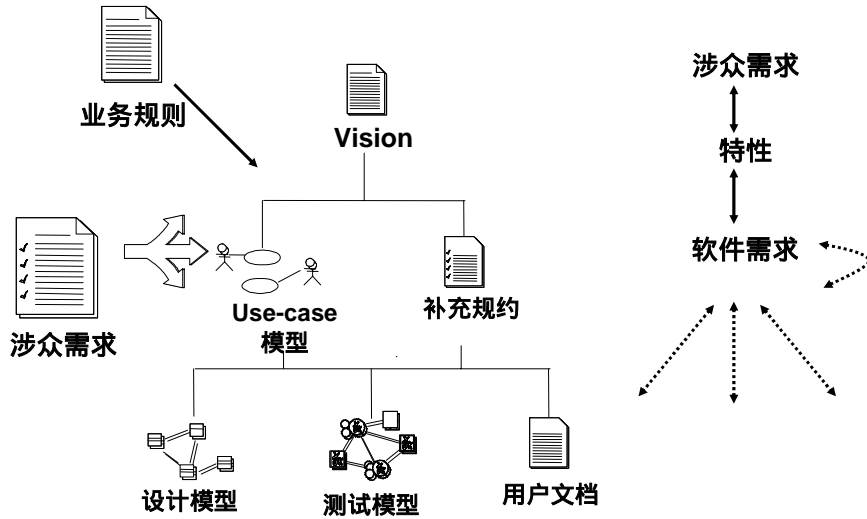 业务规则
Vision
涉众需求
特性
涉众需求
Use-case
模型
补充规约
软件需求
设计模型
测试模型
用户文档